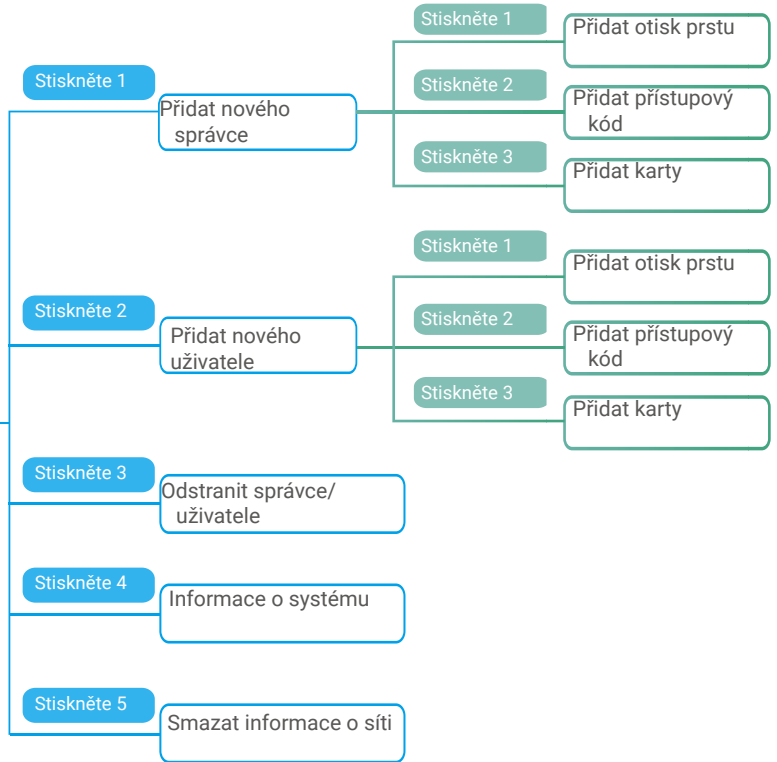 Stiskněte 1
Přidat nového
správce
Stiskněte 1
Přidat otisk prstu
Stiskněte 2
Přidat přístupový
kód
Stiskněte 3
Přidat karty
Stiskněte 2
Přidat nového
uživatele
Stiskněte 1
Přidat otisk prstu
Stiskněte 2
Přidat přístupový
kód
Stiskněte 3
Přidat karty
Stiskněte 3
Odstranit správce/
uživatele
Stiskněte 4
Informace o systému
Stiskněte 5
Smazat informace o síti